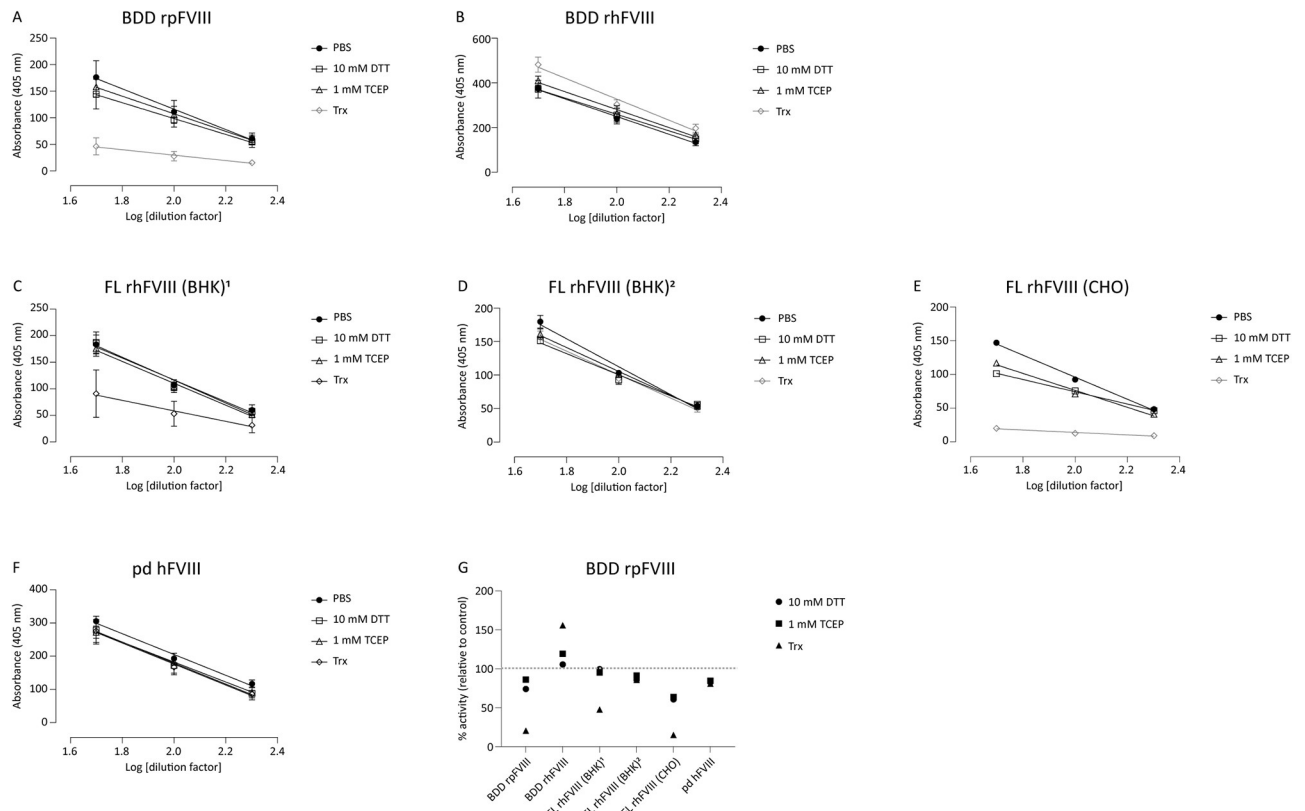 A
BDD rpFVIII
Absorbance (405 nm)
250
200
150
100
50
0
1.6
1.8
2.0
2.2
2.4
Log [dilution factor]
PBS
10 mM DTT
1 mM TCEP
Trx
B
BDD rhFVIII
Absorbance (405 nm)
600
400
200
0
1.6
1.8
2.0
2.2
2.4
Log [dilution factor]
PBS
10 mM DTT
1 mM TCEP
Trx
C
FL rhFVIII (BHK)¹
Absorbance (405 nm)
250
200
150
100
50
0
1.6
1.8
2.0
2.2
2.4
Log [dilution factor]
PBS
10 mM DTT
1 mM TCEP
Trx
D
FL rhFVIII (BHK)²
Absorbance (405 nm)
200
150
100
50
0
1.6
1.8
2.0
2.2
2.4
Log [dilution factor]
PBS
10 mM DTT
1 mM TCEP
Trx
E
FL rhFVIII (CHO)
Absorbance (405 nm)
200
150
100
50
0
1.6
1.8
2.0
2.2
2.4
Log [dilution factor]
PBS
10 mM DTT
1 mM TCEP
Trx
F
pd hFVIII
Absorbance (405 nm)
400
300
200
100
0
1.6
1.8
2.0
2.2
2.4
Log [dilution factor]
PBS
10 mM DTT
1 mM TCEP
Trx
G
BDD rpFVIII
% activity (relative to control)
200
150
100
50
0
BDD rpFVIII
BDD rhFVIII
FL rhFVIII (BHK)¹
FL rhFVIII (BHK)²
FL rhFVIII (CHO)
pd hFVIII
10 mM DTT
1 mM TCEP
Trx